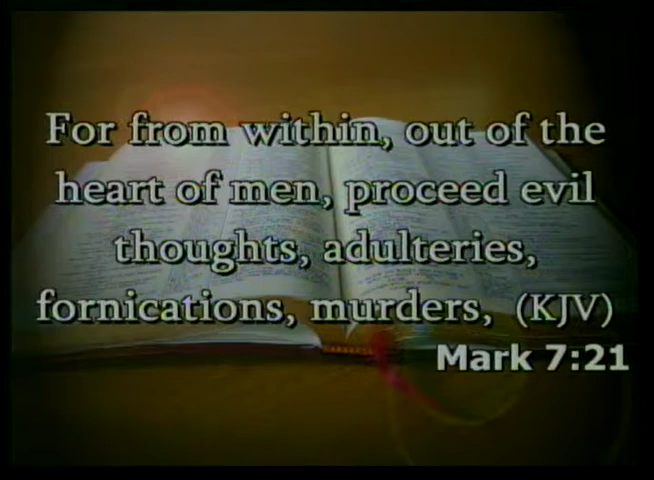 For from within, out of the
heart of men, proceed evil
thoughts, adulteries,
fornications, murders, (KJV)
Mark 7:21